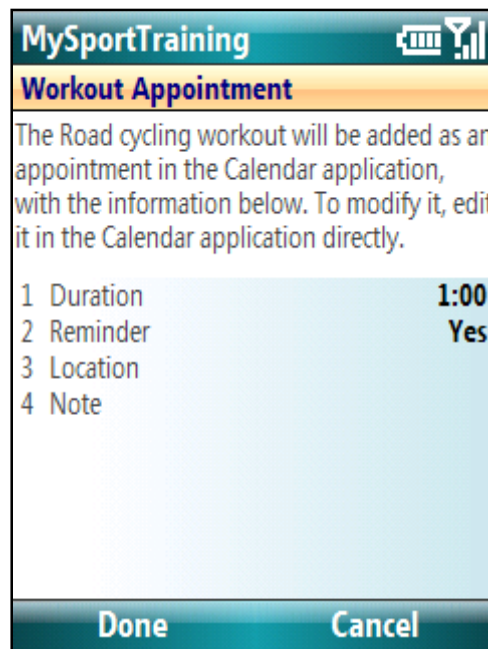 MySportTraining
Workout Appointment
The Road cycling workout will be added as an
appointment in the Calendar application,
with the information below. To modify it, edit
it in the Calendar application directly.
1 Duration 1:00
2 Reminder Yes
3 Location
4 Note
Done Cancel